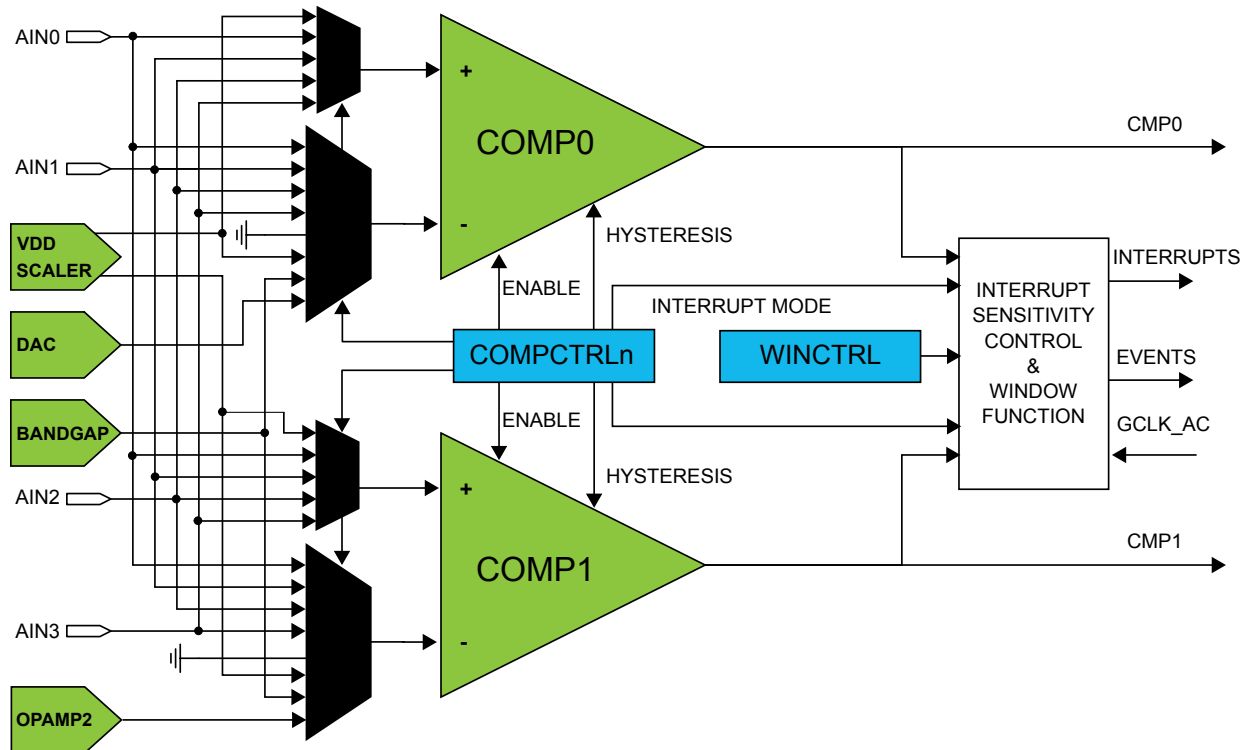 AIN0
+
COMP0
-
CMP0
AIN1
VDD
SCALER
HYSTERESIS
ENABLE
INTERRUPT MODE
INTERRUPTS
INTERRUPT
SENSITIVITY
CONTROL
&
WINDOW
FUNCTION
DAC
COMPCTRLn
WINCTRL
EVENTS
BANDGAP
ENABLE
GCLK_AC
HYSTERESIS
AIN2
+
COMP1
-
CMP1
AIN3
OPAMP2